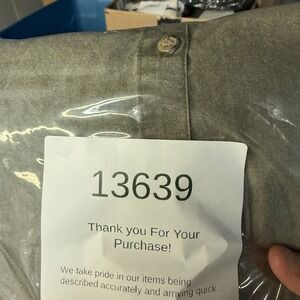 13639
Thank you For Your
Purchase!
We take pride in our items being
described accurately and arriving quick